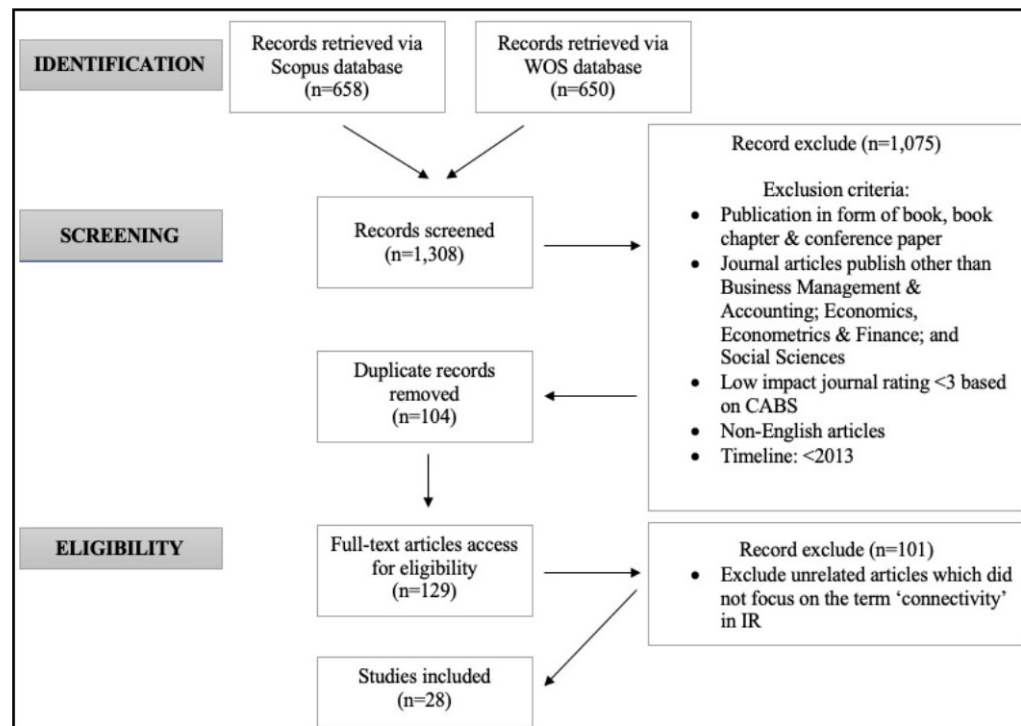 IDENTIFICATION
Records retrieved via
Scopus database
(n=658)
Records retrieved via
WOS database
(n=650)
SCREENING
Records screened
(n=1,308)
Record exclude (n=1,075)
Exclusion criteria:
• Publication in form of book, book
chapter & conference paper
• Journal articles publish other than
Business Management &
Accounting; Economics,
Econometrics & Finance; and
Social Sciences
• Low impact journal rating <3 based
on CABS
• Non-English articles
• Timeline: <2013
Duplicate records
removed
(n=104)
ELIGIBILITY
Full-text articles access
for eligibility
(n=129)
Record exclude (n=101)
• Exclude unrelated articles which did
not focus on the term ‘connectivity’
in IR
Studies included
(n=28)